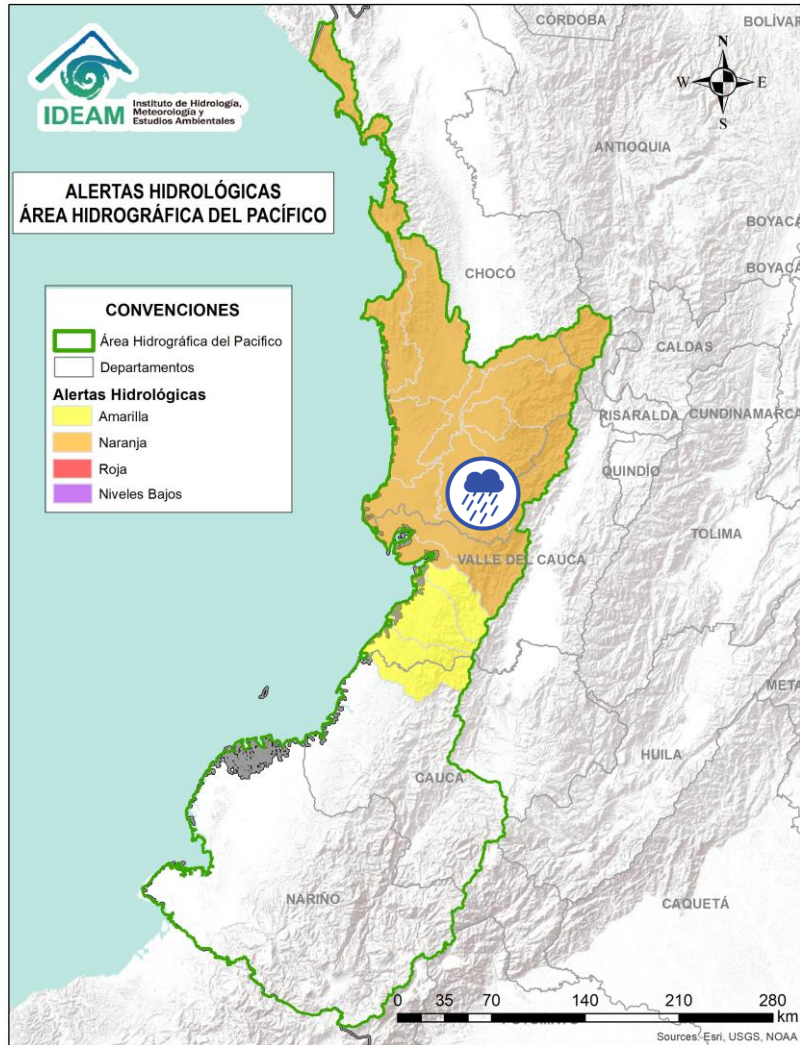 CÓRDOBA
BOLÍVAR
IDEAM
Instituto de Hidrología,
Meteorología y
Estudios Ambientales
N
W E
S
ANTIOQUIA
ALERTAS HIDROLÓGICAS
ÁREA HIDROGRÁFICA DEL PACÍFICO
BOYACÁ
CHOCÓ
BOYACÁ
CONVENCIONES
Área Hidrográfica del Pacifico
Departamentos
Alertas Hidrológicas
Amarilla
Naranja
Roja
Niveles Bajos
CALDAS
RISARALDA
CUNDINAMARCA
QUINDÍO
TOLIMA
VALLE DEL CAUCA
META
HUILA
CAUCA
NARIÑO
CAQUETÁ
0 35 70 140 210 280
km
Sources: Esri, USGS, NOAA